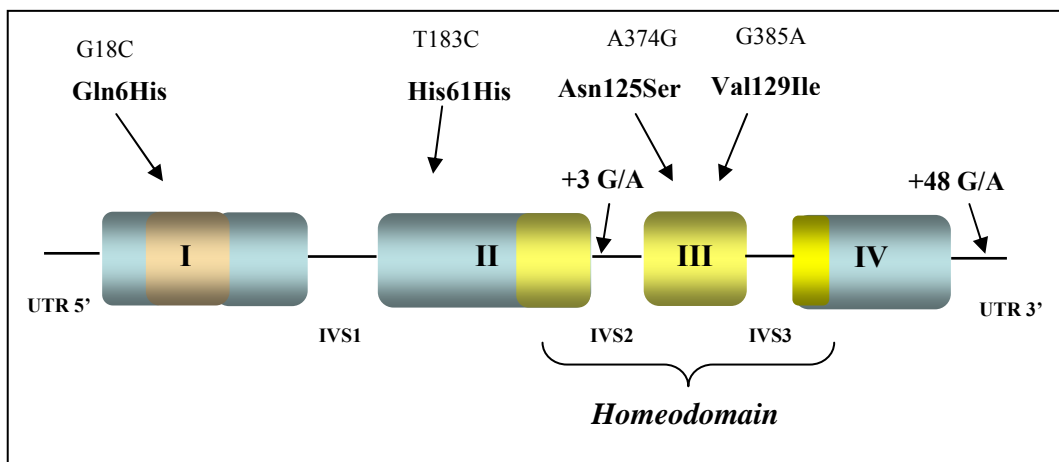 G18C
Gln6His
T183C
His61His
A374G
Asn125Ser
G385A
Val129Ile
+3 G/A
+48 G/A
I
II
III
IV
UTR 5’
IVS1
IVS2
IVS3
UTR 3’
Homeodomain